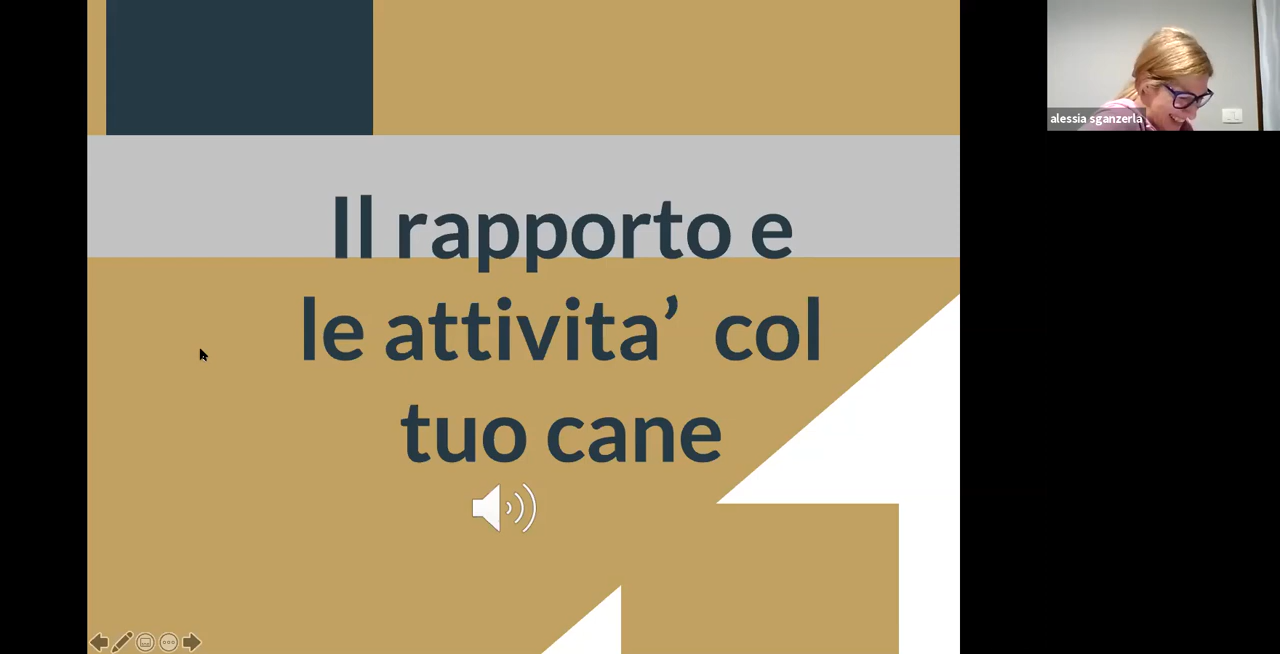 Il rapporto e
le attivita’ col
tuo cane
alessia sganzerla